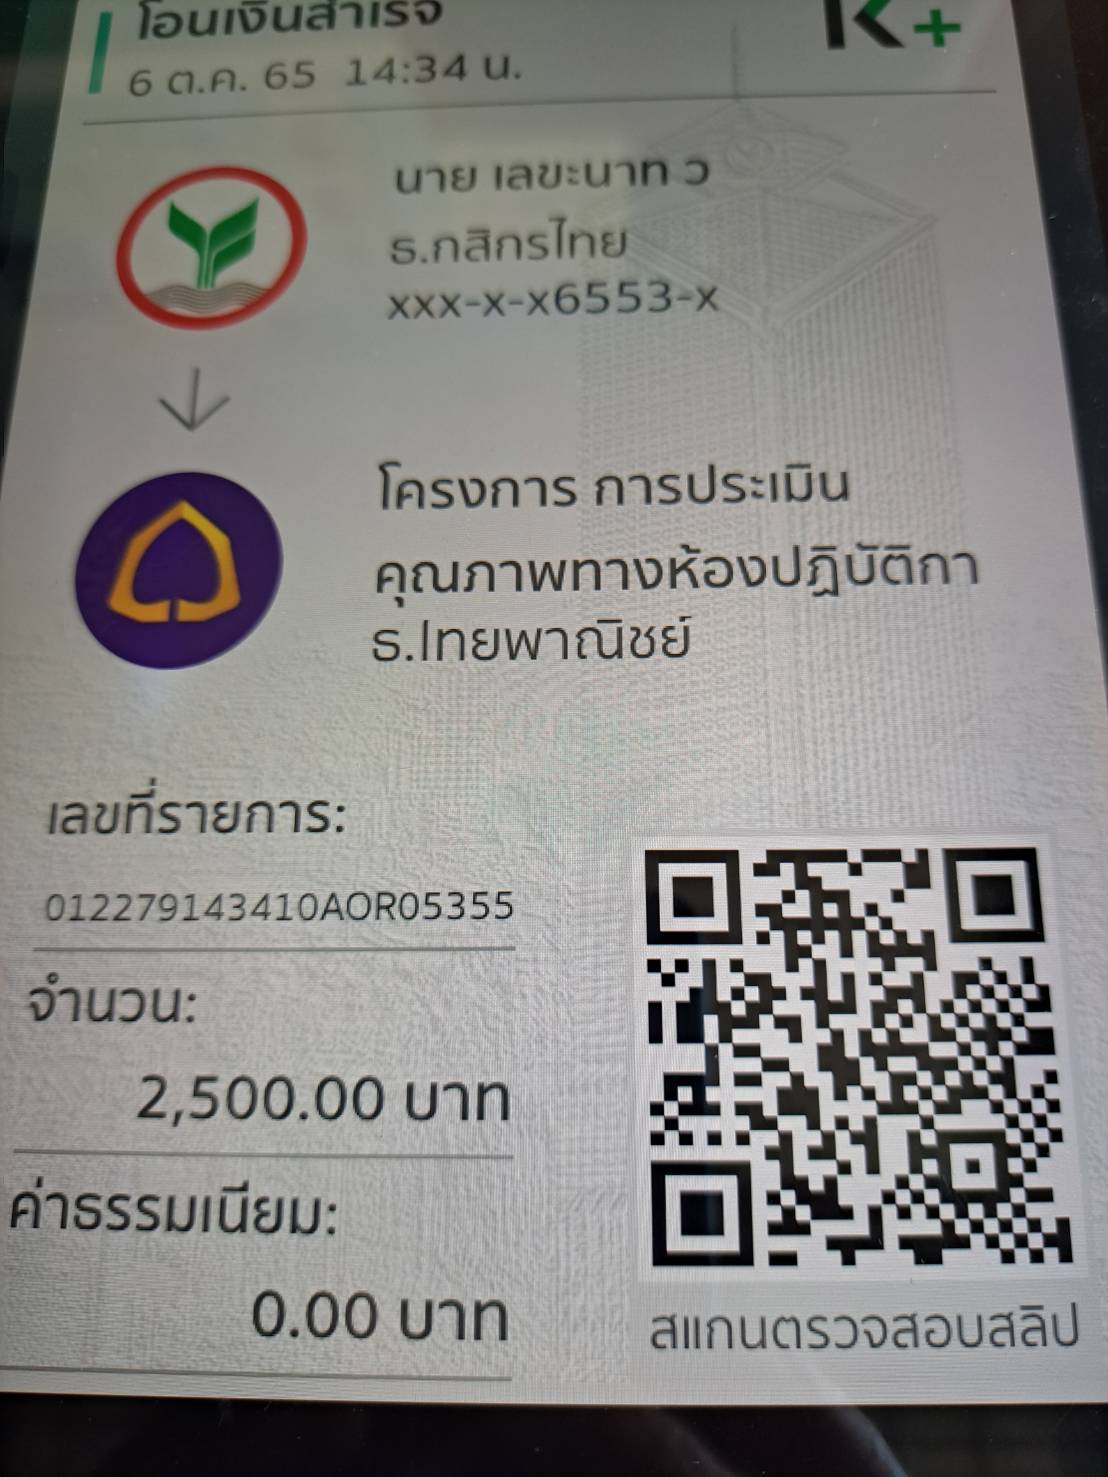 โอนเงินสำเร็จ
6 ต.ค. 65 14:34 น.
K+
นาย เลขะนาท ว
ธ.กสิกรไทย
xxx-x-x6553-x
โครงการ การประเมิน
คุณภาพทางห้องปฏิบัติกา
ธ.ไทยพาณิชย์
เลขที่รายการ:
012279143410AOR05355
จำนวน:
2,500.00 บาท
ค่าธรรมเนียม:
0.00 บาท
สแกนตรวจสอบสลิป